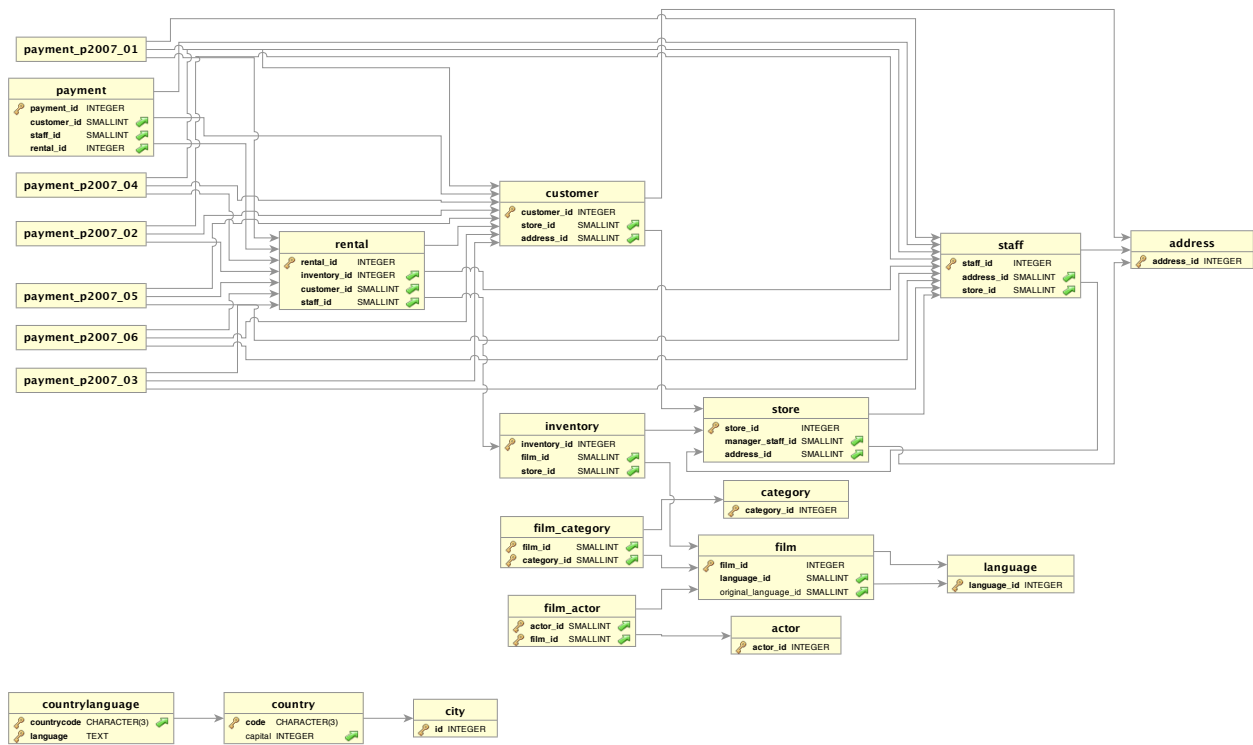 payment_p2007_01
payment
payment_id INTEGER
customer_id SMALLINT
staff_id SMALLINT
rental_id INTEGER
payment_p2007_04
payment_p2007_02
payment_p2007_05
payment_p2007_06
payment_p2007_03
rental
rental_id INTEGER
inventory_id INTEGER
customer_id SMALLINT
staff_id SMALLINT
customer
customer_id INTEGER
store_id SMALLINT
address_id SMALLINT
staff
staff_id INTEGER
address_id SMALLINT
store_id SMALLINT
address
address_id INTEGER
inventory
inventory_id INTEGER
film_id SMALLINT
store_id SMALLINT
store
store_id INTEGER
manager_staff_id SMALLINT
address_id SMALLINT
category
category_id INTEGER
film_category
film_id SMALLINT
category_id SMALLINT
film
film_id INTEGER
language_id SMALLINT
original_language_id SMALLINT
language
language_id INTEGER
film_actor
actor_id SMALLINT
film_id SMALLINT
actor
actor_id INTEGER
countrylanguage
countrycode CHARACTER(3)
language TEXT
country
code CHARACTER(3)
capital INTEGER
city
id INTEGER